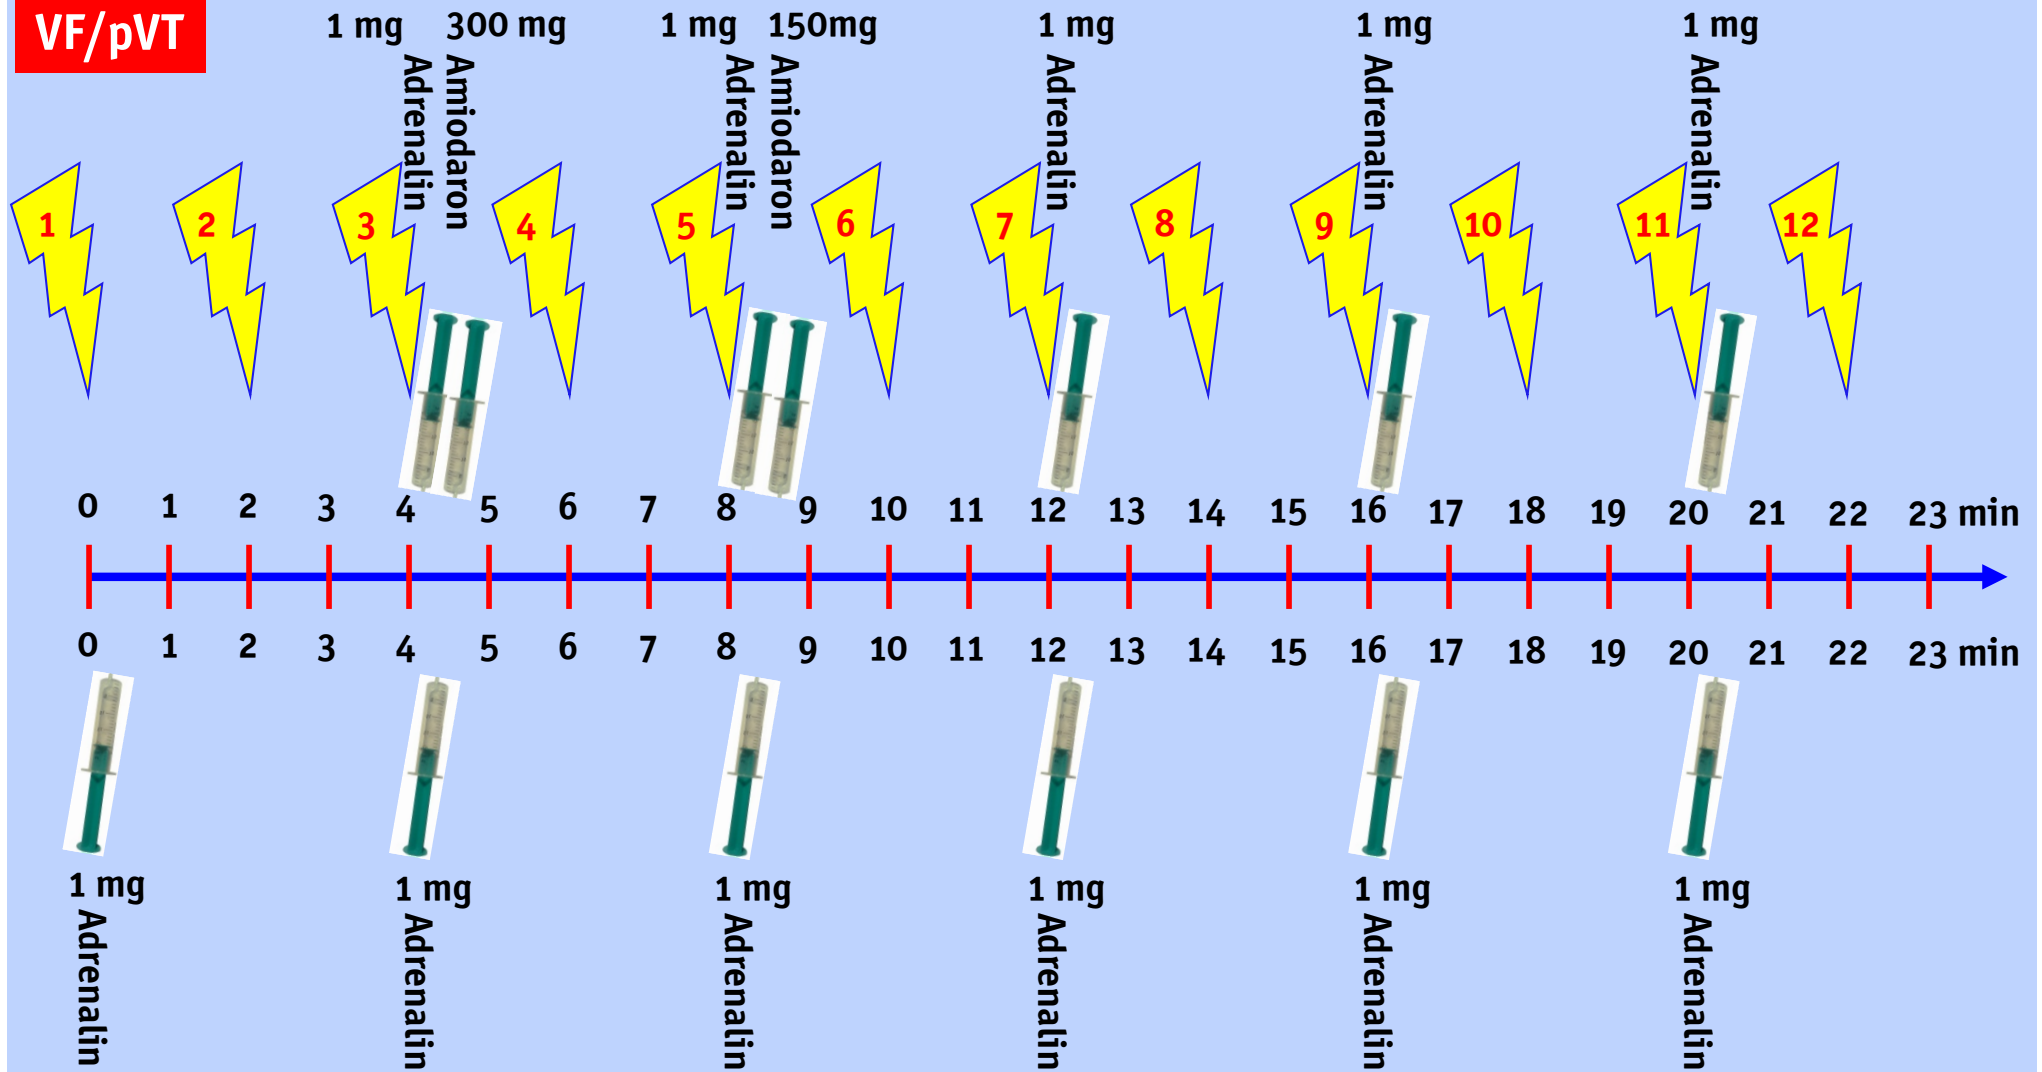 VF/pVT
1 mg 300 mg 1 mg 150mg 1 mg 1 mg 1 mg
Adrenalin Amiodaron Adrenalin Amiodaron Adrenalin Adrenalin Adrenalin
1 2 3 4 5 6 7 8 9 10 11 12
0 1 2 3 4 5 6 7 8 9 10 11 12 13 14 15 16 17 18 19 20 21 22 23 min
0 1 2 3 4 5 6 7 8 9 10 11 12 13 14 15 16 17 18 19 20 21 22 23 min
1 mg 1 mg 1 mg 1 mg 1 mg 1 mg
Adrenalin Adrenalin Adrenalin Adrenalin Adrenalin Adrenalin